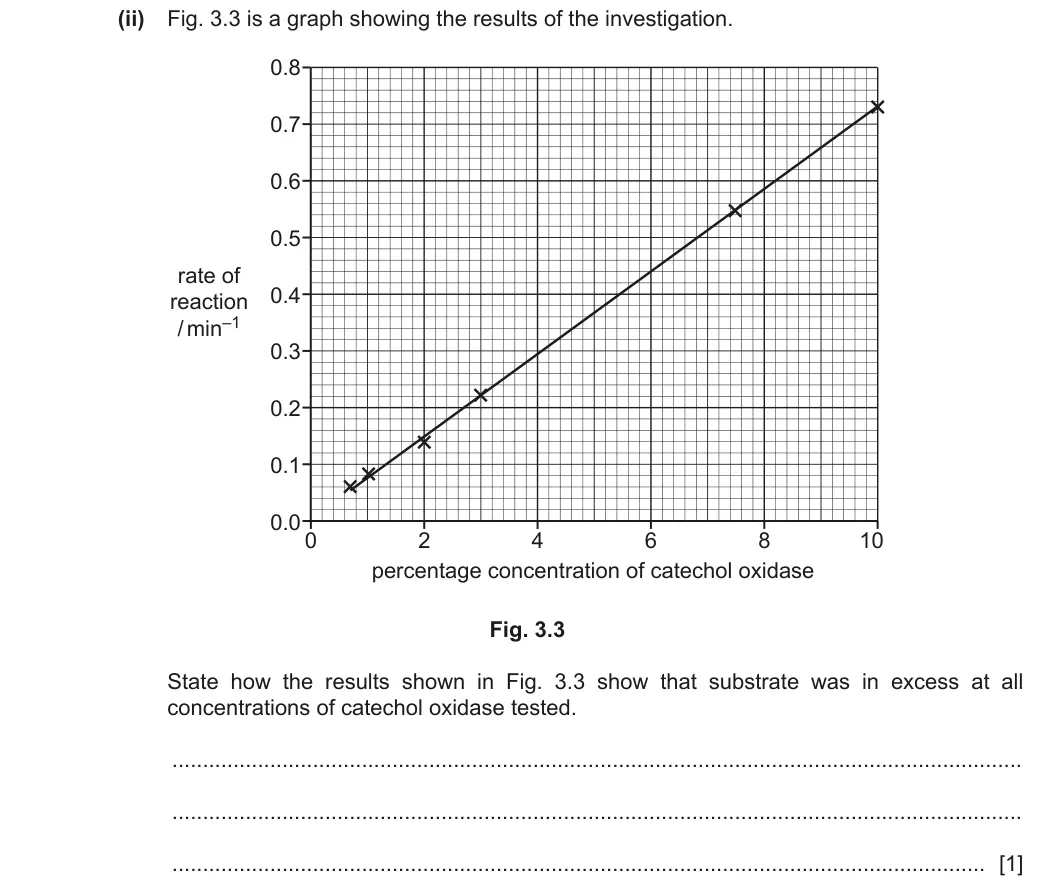 (ii) Fig. 3.3 is a graph showing the results of the investigation.
0.8
0.7
0.6
0.5
rate of
reaction
/ min–1
0.4
0.3
0.2
0.1
0.0
0 2 4 6 8 10
percentage concentration of catechol oxidase
Fig. 3.3
State how the results shown in Fig. 3.3 show that substrate was in excess at all
concentrations of catechol oxidase tested.
[1]